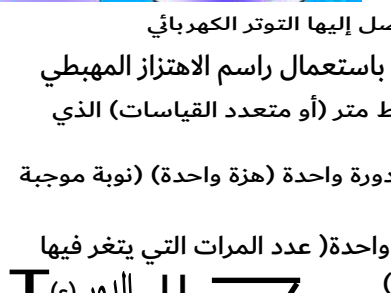 إليها التوتر الكهربائي
باستعمال راسم الاهتزاز المهبطي
متر (أو متعدد القياسات) الذي
دورة واحدة (هزة واحدة) (نوبة موجبة
واحدة( عدد المرات التي يتغر فيها
الدور T